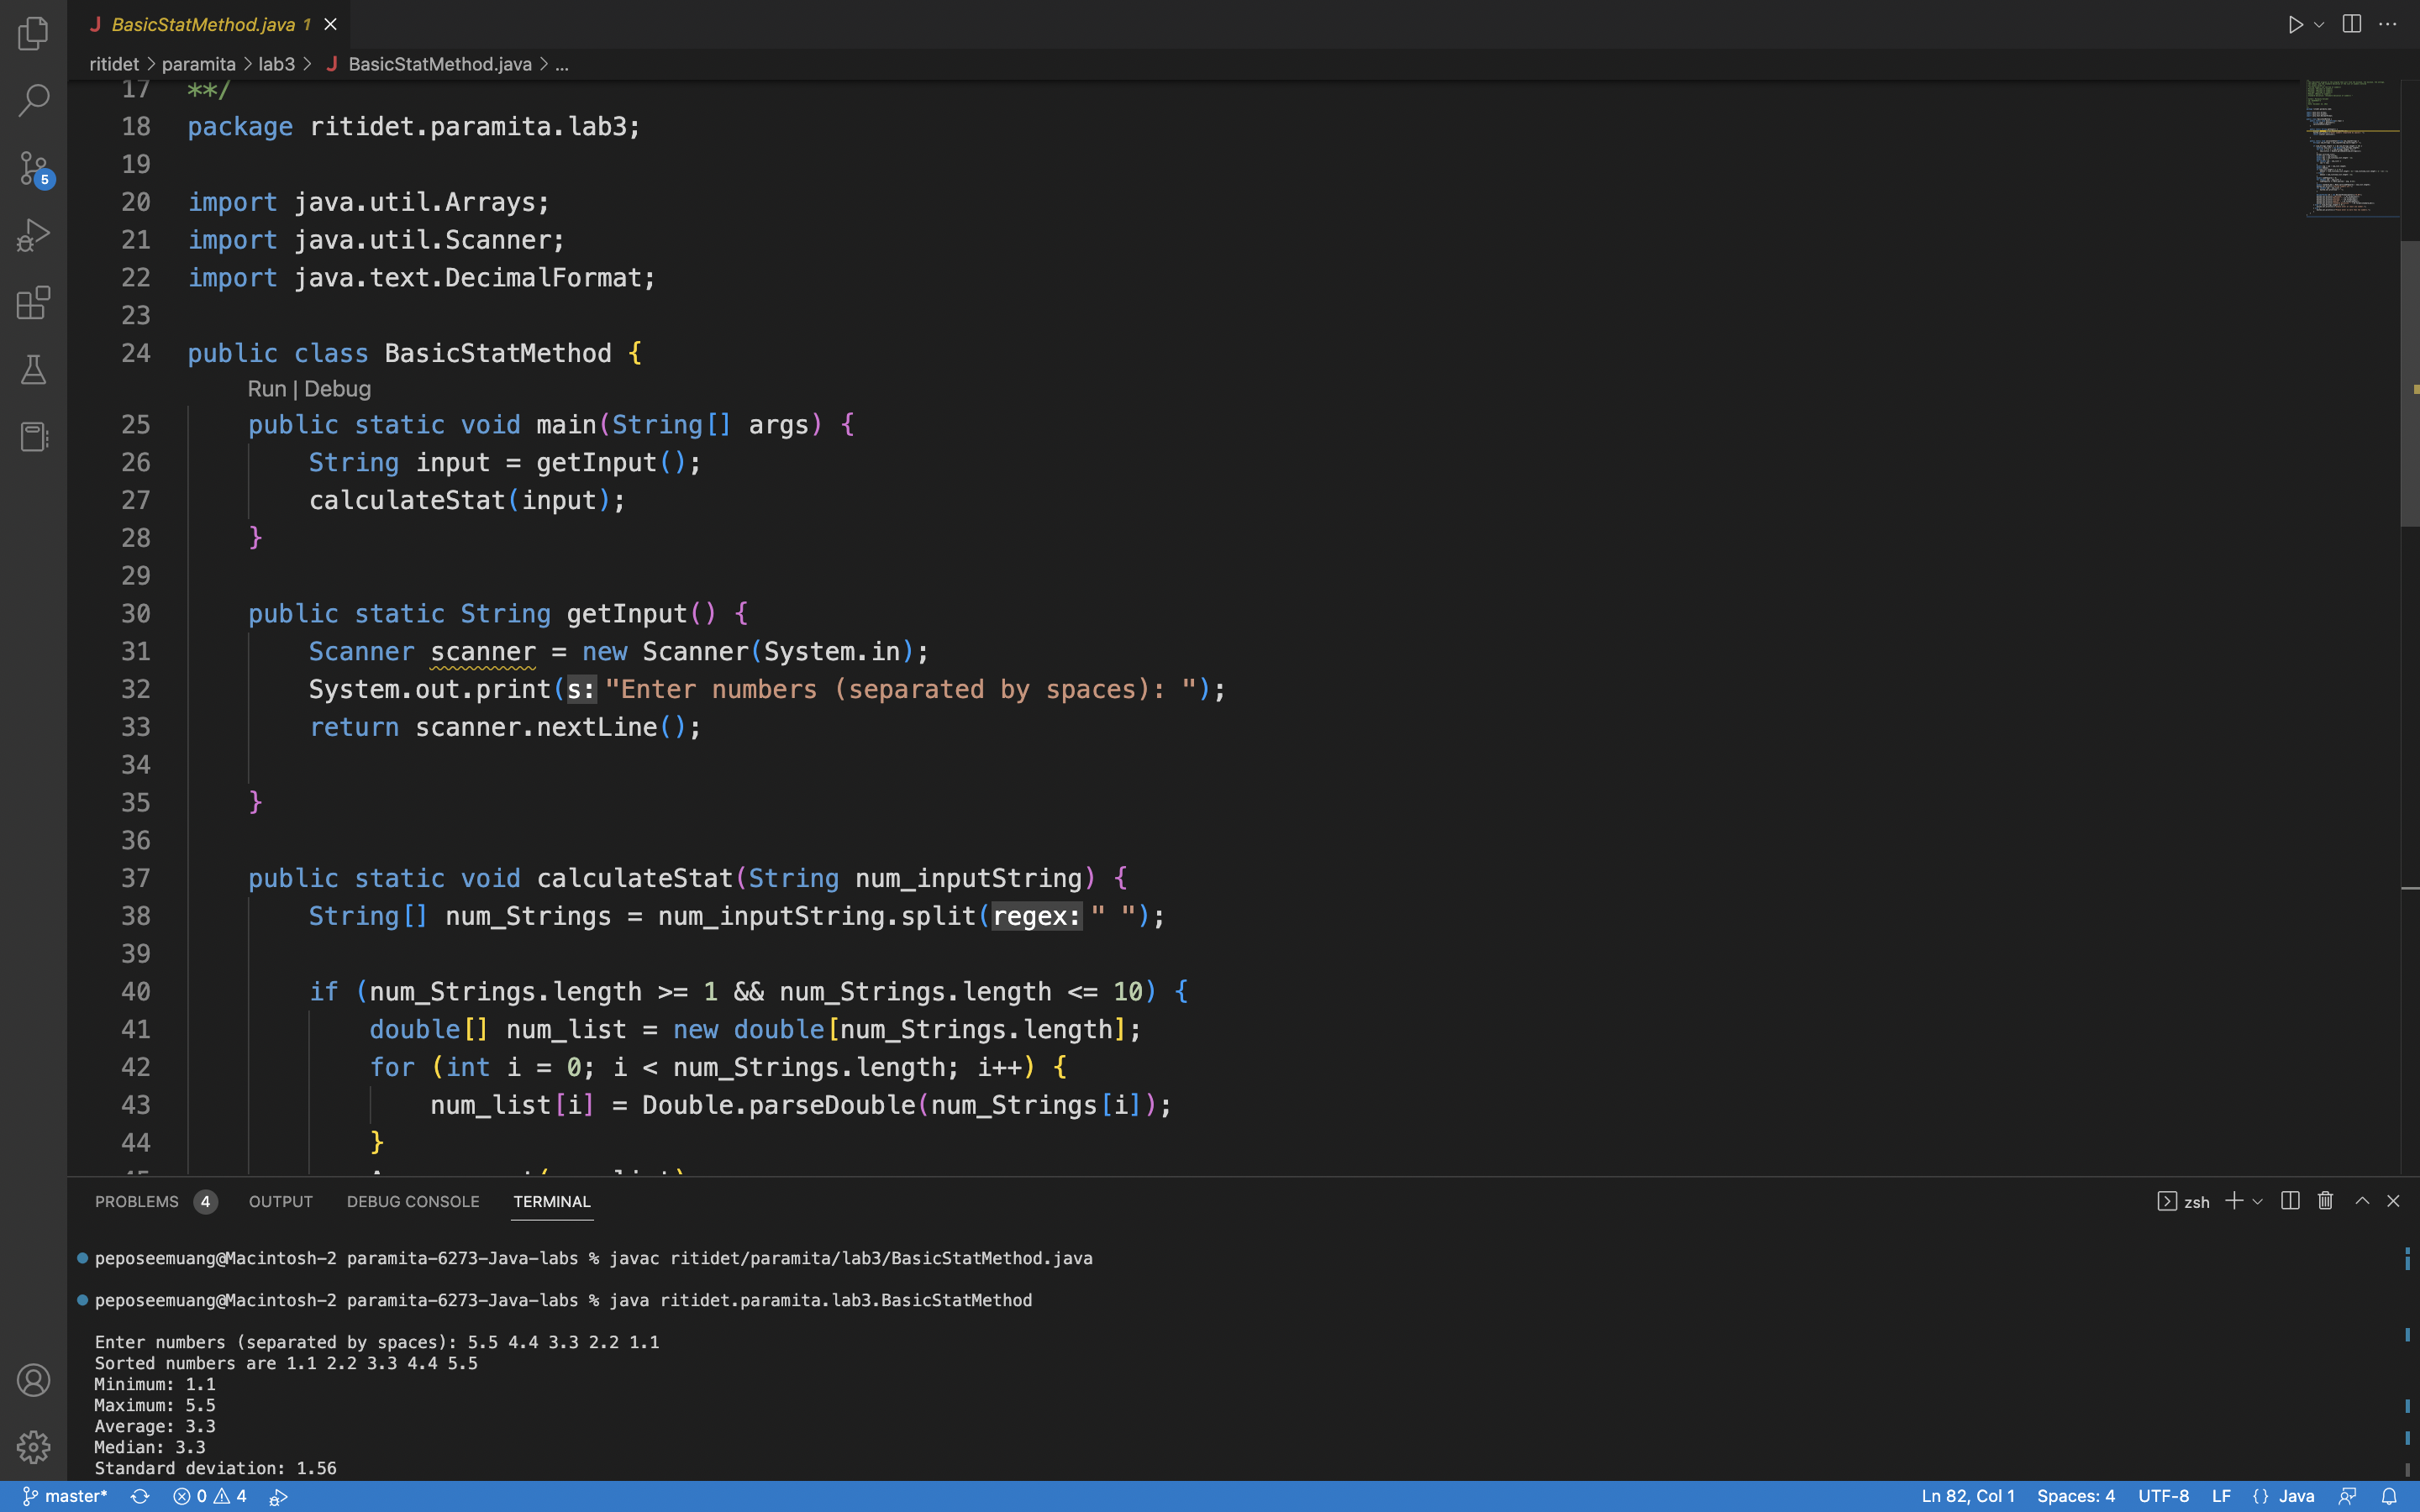 BasicStatMethod.java 1
ritidet > paramita > lab3 > J BasicStatMethod.java > ...
17 **/
18 package ritidet.paramita.lab3;
19
20 import java.util.Arrays;
21 import java.util.Scanner;
22 import java.text.DecimalFormat;
23
24 public class BasicStatMethod {
Run | Debug
25 public static void main(String[] args) {
26 String input = getInput();
27 calculateStat(input);
28 }
29
30 public static String getInput() {
31 Scanner scanner = new Scanner(System.in);
32 System.out.print(s:"Enter numbers (separated by spaces): ");
33 return scanner.nextLine();
34
35 }
36
37 public static void calculateStat(String num_inputString) {
38 String[] num_Strings = num_inputString.split(regex:" ");
39
40 if (num_Strings.length >= 1 && num_Strings.length <= 10) {
41 double[] num_list = new double[num_Strings.length];
42 for (int i = 0; i < num_Strings.length; i++) {
43 num_list[i] = Double.parseDouble(num_Strings[i]);
44 }
5
PROBLEMS 4 OUTPUT DEBUG CONSOLE TERMINAL zsh
peposeemuang@Macintosh-2 paramita-6273-Java-labs % javac ritidet/paramita/lab3/BasicStatMethod.java
peposeemuang@Macintosh-2 paramita-6273-Java-labs % java ritidet.paramita.lab3.BasicStatMethod
Enter numbers (separated by spaces): 5.5 4.4 3.3 2.2 1.1
Sorted numbers are 1.1 2.2 3.3 4.4 5.5
Minimum: 1.1
Maximum: 5.5
Average: 3.3
Median: 3.3
Standard deviation: 1.56
master* 0 4 Ln 82, Col 1 Spaces: 4 UTF-8 LF {} Java